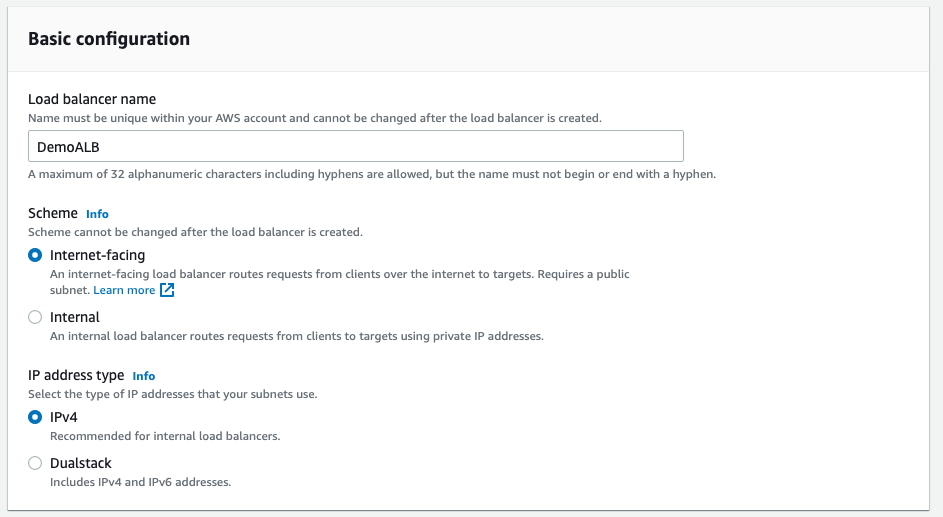 Basic configuration
Load balancer name
Name must be unique within your AWS account and cannot be changed after the load balancer is created.
DemoALB
A maximum of 32 alphanumeric characters including hyphens are allowed, but the name must not begin or end with a hyphen.
Scheme Info
Scheme cannot be changed after the load balancer is created.
Internet-facing
An internet-facing load balancer routes requests from clients over the internet to targets. Requires a public
subnet. Learn more
Internal
An internal load balancer routes requests from clients to targets using private IP addresses.
IP address type Info
Select the type of IP addresses that your subnets use.
IPv4
Recommended for internal load balancers.
Dualstack
Includes IPv4 and IPv6 addresses.